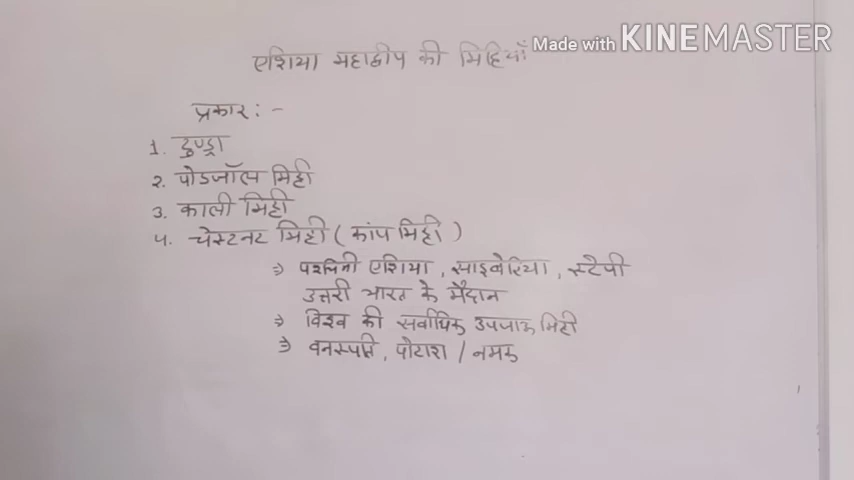 Made with KINEMASTER
एशिया महाद्वीप की मिट्टियाँ
प्रकार : -
1. टुण्ड्रा
2. पोडजॉल्स मिट्टी
3. काली मिट्टी
4. चेस्टनट मिट्टी ( कांप मिट्टी )
⇒ पश्चिमी एशिया , साइबेरिया , स्टेपी
उत्तरी भारत के मैदान
⇒ विश्व की सर्वाधिक उपजाऊ मिट्टी
⇒ वनस्पति , पोटाश / नमक